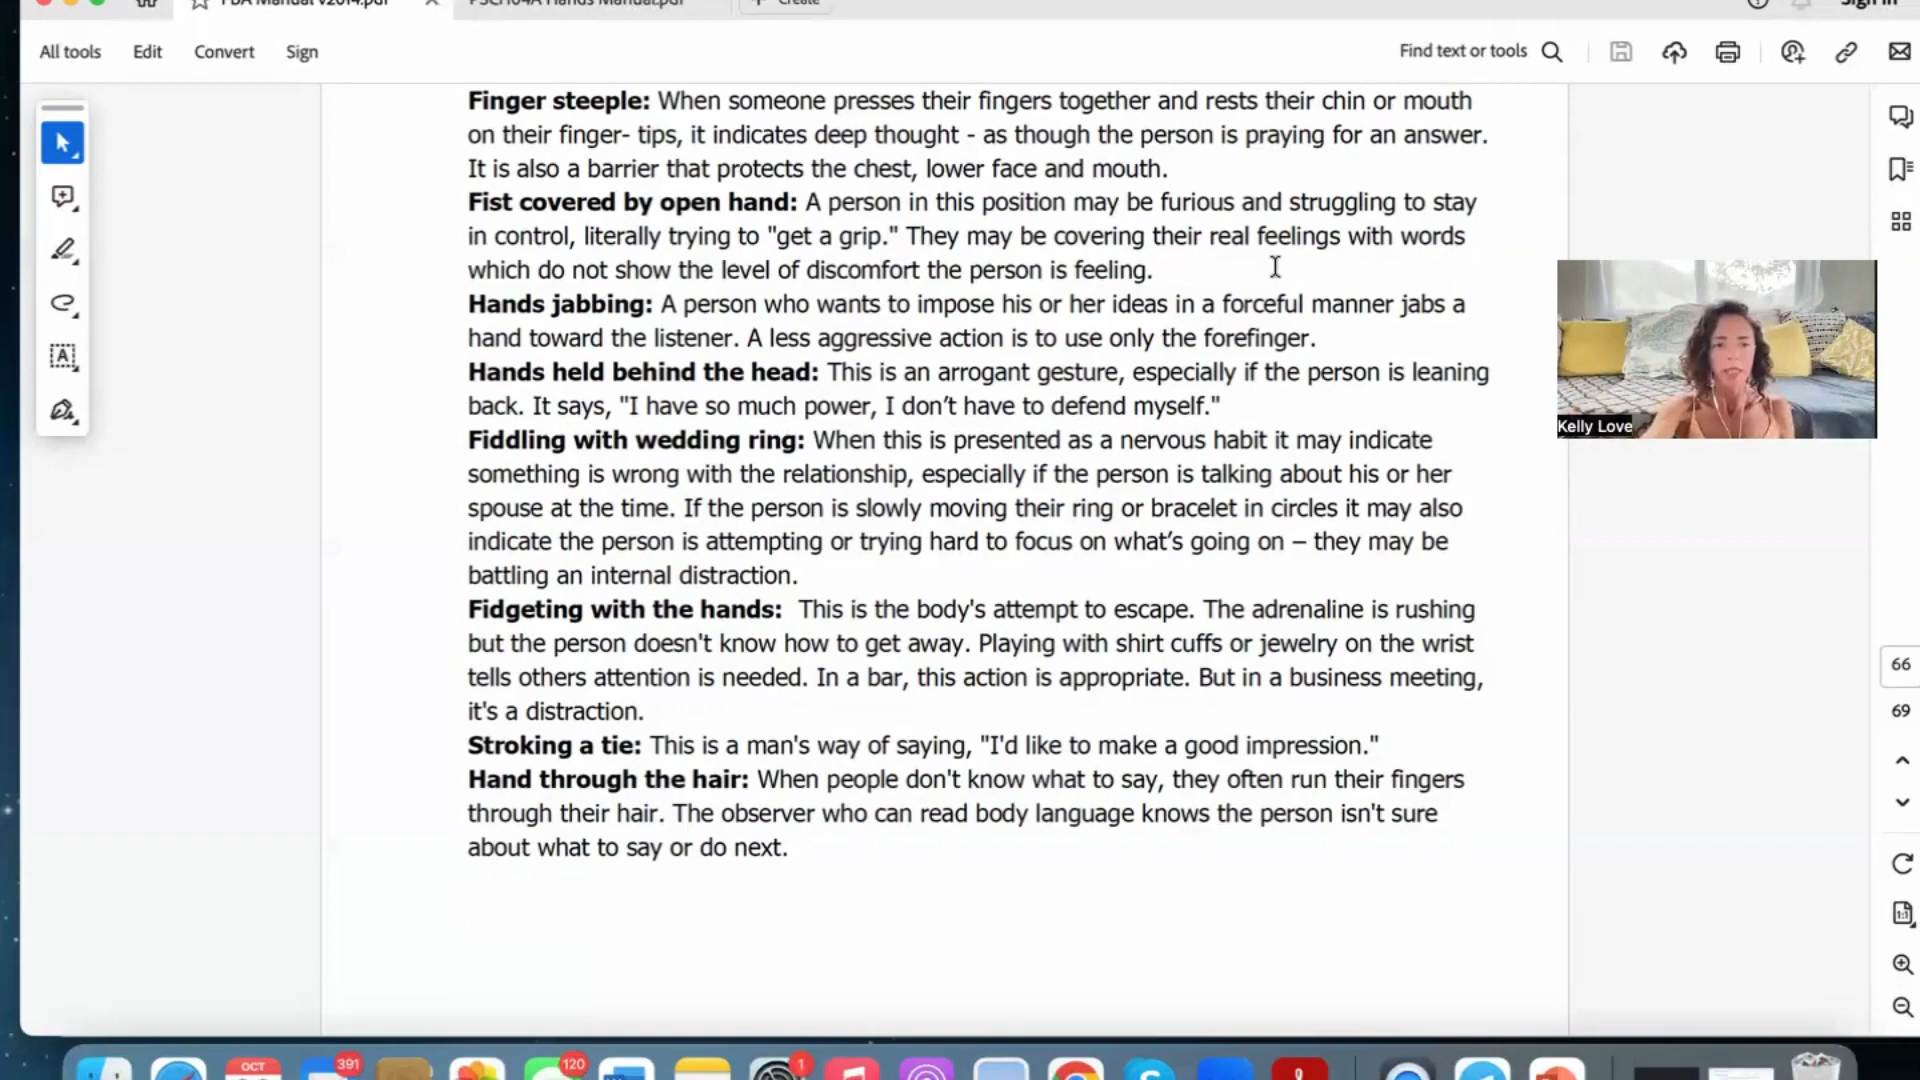 All tools Edit Convert Sign Find text or tools
Finger steeple: When someone presses their fingers together and rests their chin or mouth
on their finger- tips, it indicates deep thought - as though the person is praying for an answer.
It is also a barrier that protects the chest, lower face and mouth.
Fist covered by open hand: A person in this position may be furious and struggling to stay
in control, literally trying to "get a grip." They may be covering their real feelings with words
which do not show the level of discomfort the person is feeling.
Hands jabbing: A person who wants to impose his or her ideas in a forceful manner jabs a
hand toward the listener. A less aggressive action is to use only the forefinger.
Hands held behind the head: This is an arrogant gesture, especially if the person is leaning
back. It says, "I have so much power, I don’t have to defend myself."
Kelly Love
Fiddling with wedding ring: When this is presented as a nervous habit it may indicate
something is wrong with the relationship, especially if the person is talking about his or her
spouse at the time. If the person is slowly moving their ring or bracelet in circles it may also
indicate the person is attempting or trying hard to focus on what’s going on – they may be
battling an internal distraction.
Fidgeting with the hands: This is the body's attempt to escape. The adrenaline is rushing
but the person doesn't know how to get away. Playing with shirt cuffs or jewelry on the wrist
tells others attention is needed. In a bar, this action is appropriate. But in a business meeting,
it's a distraction.
66
69
Stroking a tie: This is a man's way of saying, "I'd like to make a good impression."
Hand through the hair: When people don't know what to say, they often run their fingers
through their hair. The observer who can read body language knows the person isn't sure
about what to say or do next.
1:1
OCT 391 120 1